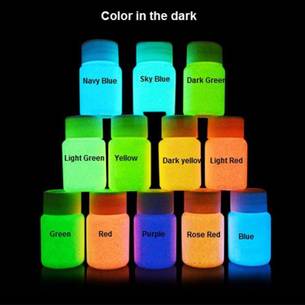 Color in the dark
Navy Blue
Sky Blue
Dark Green
Light Green
Yellow
Dark yellow
Light Red
Green
Red
Purple
Rose Red
Blue